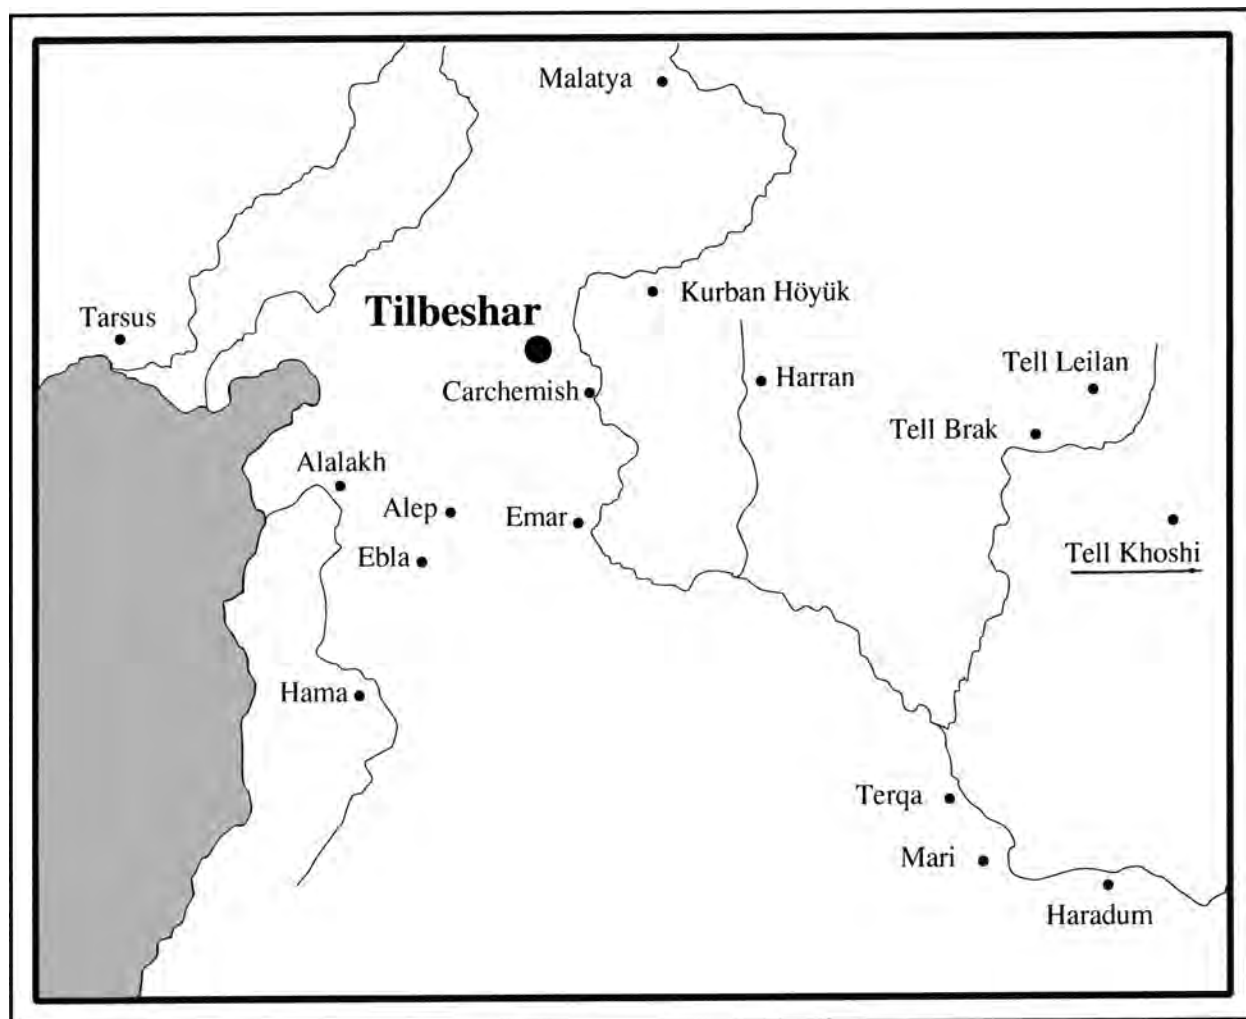 Malatya
Kurban Höyük
Tilbeshar
Tarsus
Tell Leilan
Carchemish
Harran
Tell Brak
Alalakh
Alep
Emar
Tell Khoshi
Ebla
Hama
Terqa
Mari
Haradum